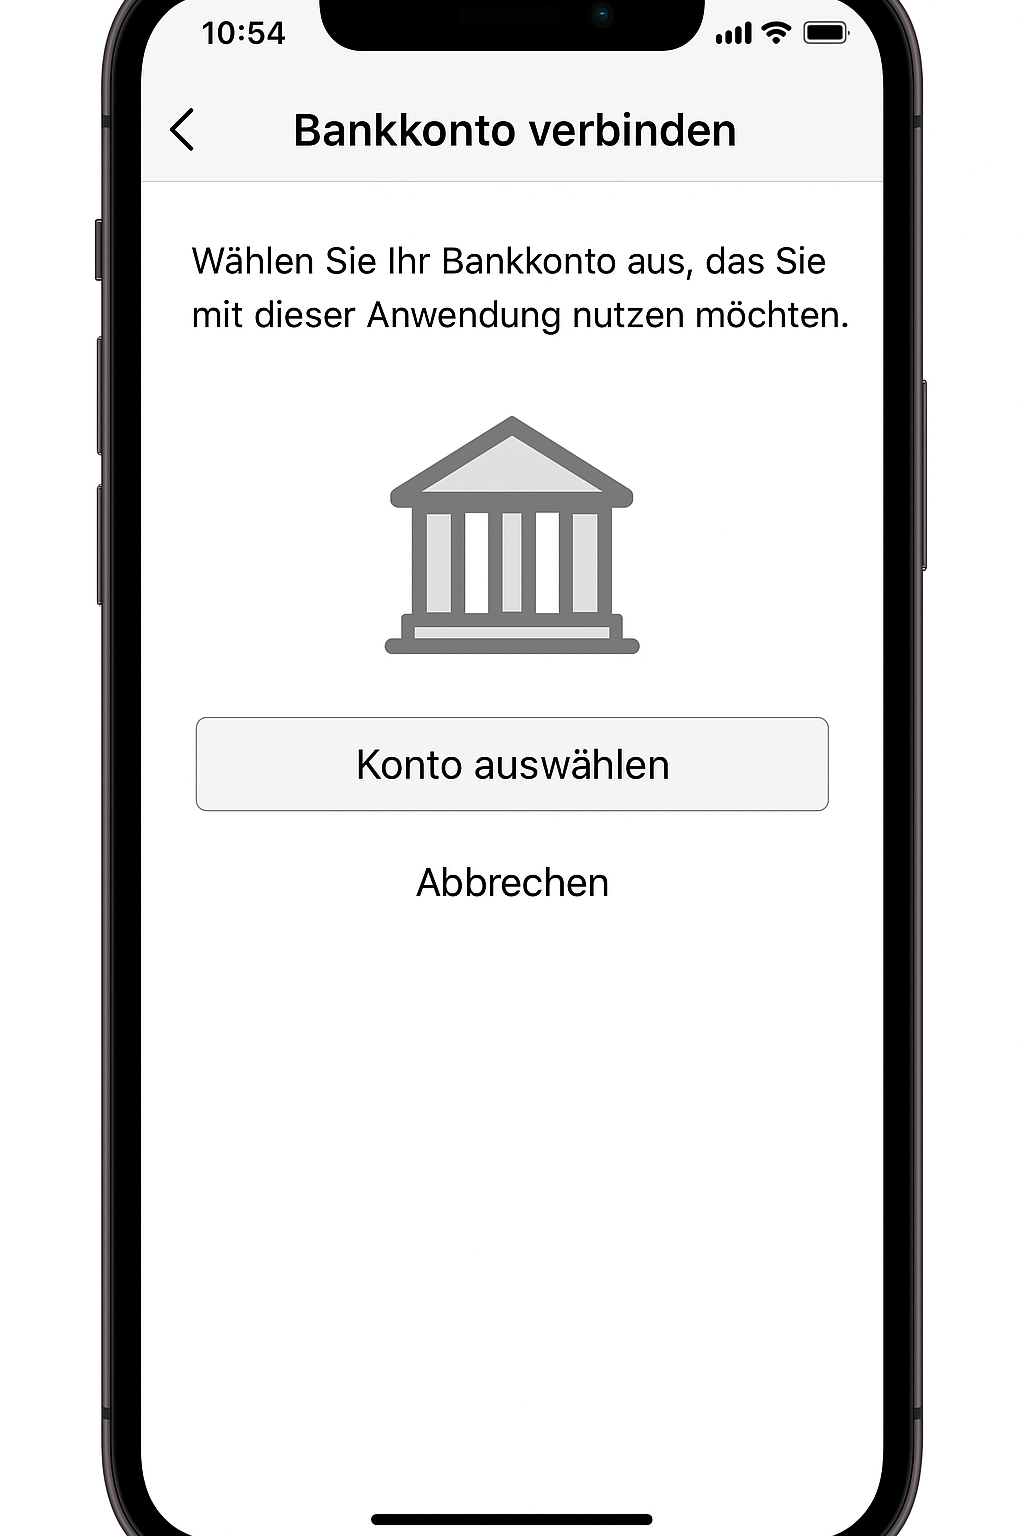 10:54
Bankkonto verbinden
Wählen Sie Ihr Bankkonto aus, das Sie
mit dieser Anwendung nutzen möchten.
Konto auswählen
Abbrechen